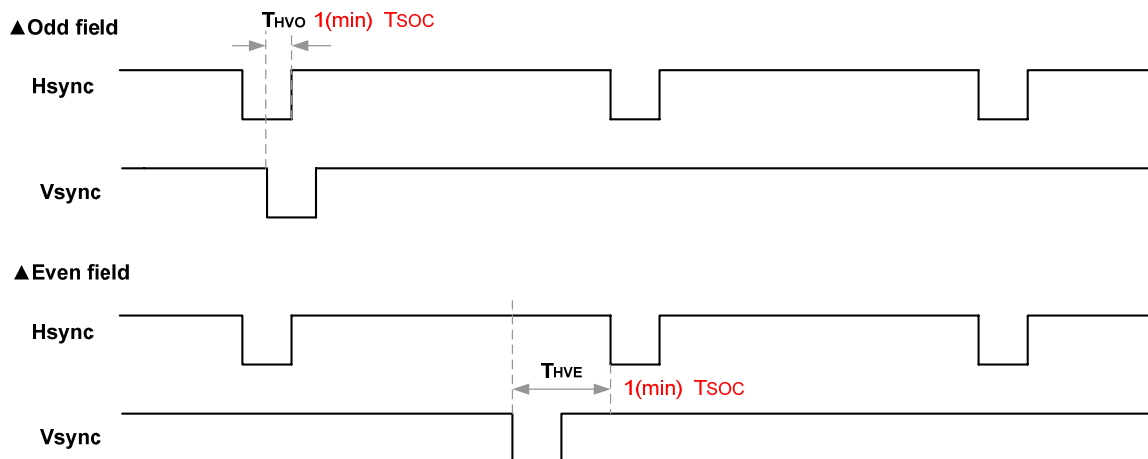 ▲Odd field
THVO 1(min) TSOC
Hsync
Vsync
▲Even field
Hsync
THVE
1(min) TSOC
Vsync